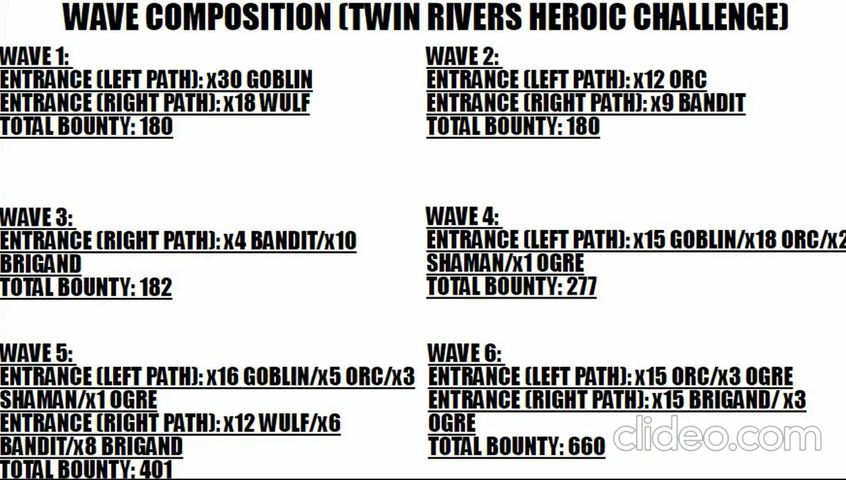 WAVE COMPOSITION (TWIN RIVERS HEROIC CHALLENGE)
WAVE 1:
ENTRANCE (LEFT PATH): x30 GOBLIN
ENTRANCE (RIGHT PATH): x18 WULF
TOTAL BOUNTY: 180
WAVE 2:
ENTRANCE (LEFT PATH): x12 ORC
ENTRANCE (RIGHT PATH): x9 BANDIT
TOTAL BOUNTY: 180
WAVE 3:
ENTRANCE (RIGHT PATH): x4 BANDIT/x10
BRIGAND
TOTAL BOUNTY: 182
WAVE 4:
ENTRANCE (LEFT PATH): x15 GOBLIN/x18 ORC/x2
SHAMAN/x1 OGRE
TOTAL BOUNTY: 277
WAVE 5:
ENTRANCE (LEFT PATH): x16 GOBLIN/x5 ORC/x3
SHAMAN/x1 OGRE
ENTRANCE (RIGHT PATH): x12 WULF/x6
BANDIT/x8 BRIGAND
TOTAL BOUNTY: 401
WAVE 6:
ENTRANCE (LEFT PATH): x15 ORC/x3 OGRE
ENTRANCE (RIGHT PATH): x15 BRIGAND/ x3
OGRE
TOTAL BOUNTY: 660
clideo.com